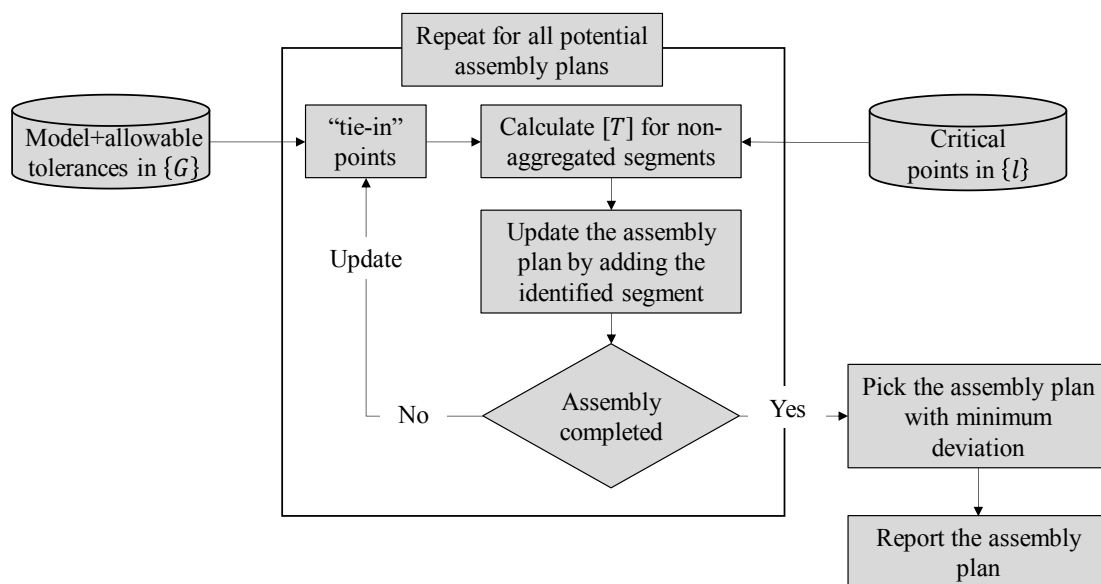 Repeat for all potential
assembly plans
Model+allowable
tolerances in {G}
“tie-in”
points
Calculate [T] for non-
aggregated segments
Critical
points in {l}
Update the assembly
plan by adding the
identified segment
Update
No
Assembly
completed
Yes
Pick the assembly plan
with minimum
deviation
Report the assembly
plan